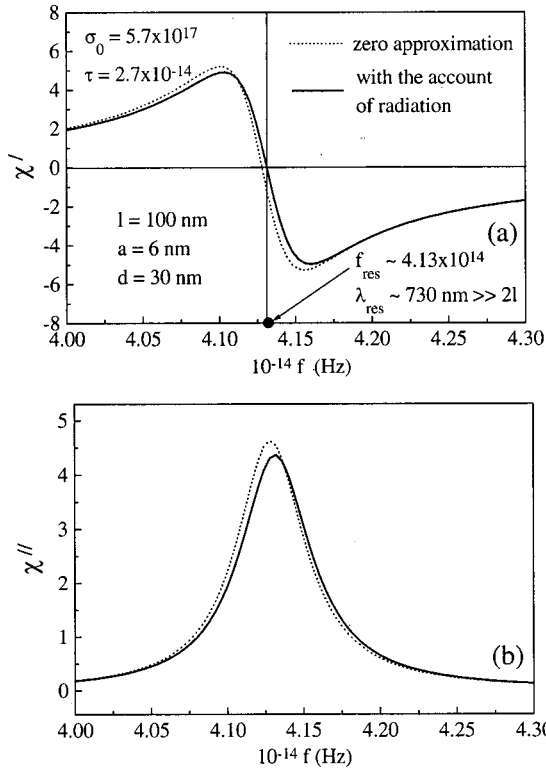 σ0 = 5.7x10^17
τ = 2.7x10^-14
zero approximation
with the account
of radiation
8
6
4
2
0
-2
-4
-6
-8
χ/
l = 100 nm
a = 6 nm
d = 30 nm
(a)
f_res ~ 4.13x10^14
λ_res ~ 730 nm >> 2l
4.00 4.05 4.10 4.15 4.20 4.25 4.30
10^-14 f (Hz)
5
4
3
2
1
0
χ//
(b)
4.00 4.05 4.10 4.15 4.20 4.25 4.30
10^-14 f (Hz)